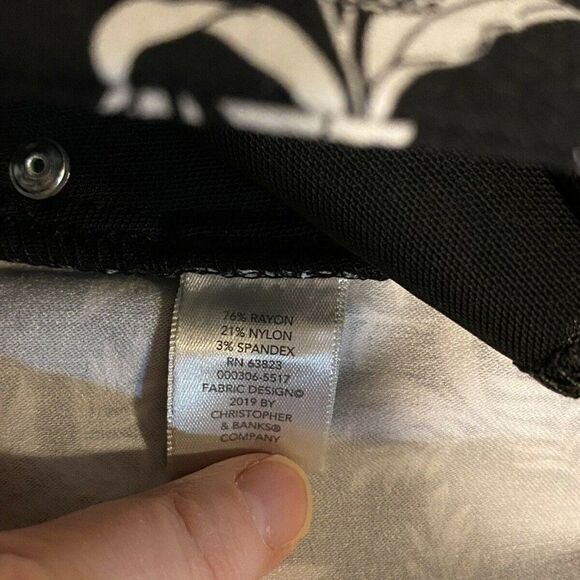 76% RAYON
21% NYLON
3% SPANDEX
RN 63823
000306-5517
FABRIC DESIGN©
2019 BY
CHRISTOPHER
& BANKS®
COMPANY